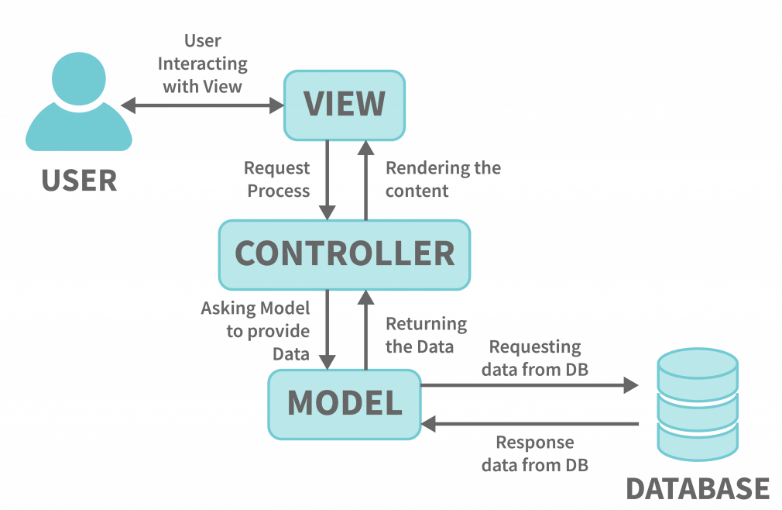 User
Interacting
with View
VIEW
USER
Request
Process
Rendering the
content
CONTROLLER
Asking Model
to provide
Data
Returning
the Data
Requesting
data from DB
MODEL
Response
data from DB
DATABASE